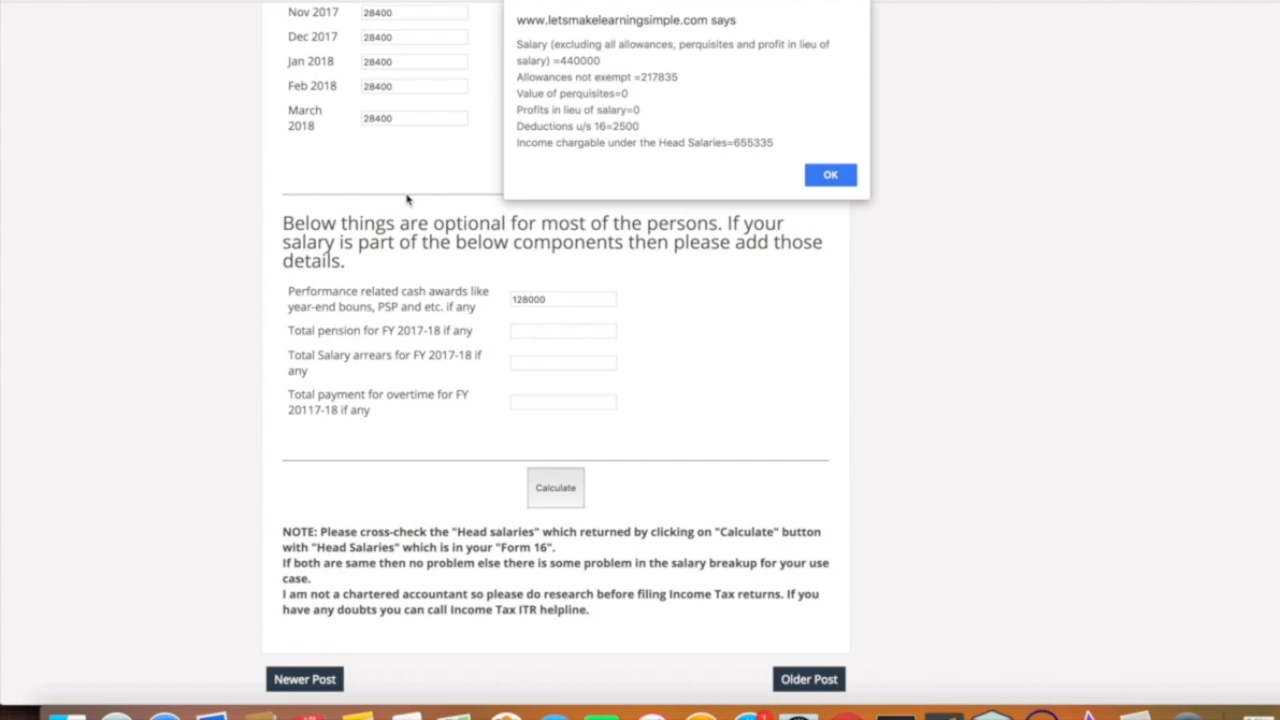 Nov 2017 28400
Dec 2017 28400
Jan 2018 28400
Feb 2018 28400
March
2018 28400
www.letsmakelearningsimple.com says
Salary (excluding all allowances, perquisites and profit in lieu of
salary) =440000
Allowances not exempt =217835
Value of perquisites=0
Profits in lieu of salary=0
Deductions u/s 16=2500
Income chargable under the Head Salaries=655335
OK
Below things are optional for most of the persons. If your
salary is part of the below components then please add those
details.
Performance related cash awards like
year-end bouns, PSP and etc. if any 128000
Total pension for FY 2017-18 if any
Total Salary arrears for FY 2017-18 if
any
Total payment for overtime for FY
20117-18 if any
Calculate
NOTE: Please cross-check the "Head salaries" which returned by clicking on "Calculate" button
with "Head Salaries" which is in your "Form 16".
If both are same then no problem else there is some problem in the salary breakup for your use
case.
I am not a chartered accountant so please do research before filing Income Tax returns. If you
have any doubts you can call Income Tax ITR helpline.
Newer Post
Older Post